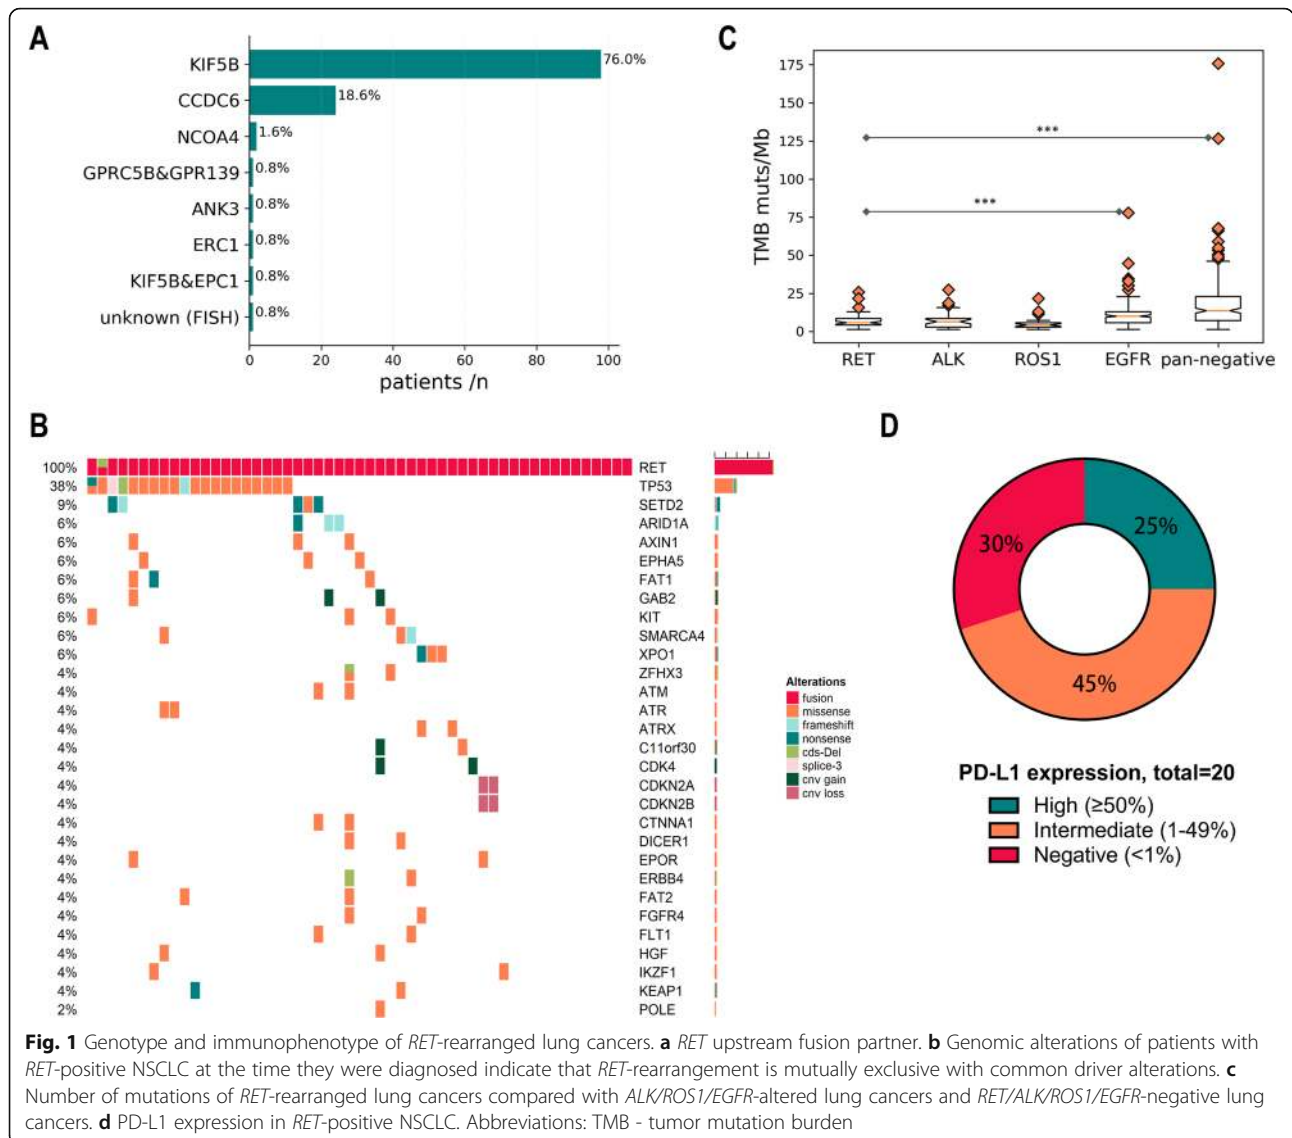 A
KIF5B
76.0%
CCDC6
18.6%
NCOA4
1.6%
GPRC5B&GPR139
0.8%
ANK3
0.8%
ERC1
0.8%
KIF5B&EPC1
0.8%
unknown (FISH)
0.8%
0 20 40 60 80 100
patients /n
C
TMB muts/Mb
175
150
125
100
75
50
25
0
***
***
RET ALK ROS1 EGFR pan-negative
B
100% RET
38% TP53
9% SETD2
6% ARID1A
6% AXIN1
6% EPHA5
6% FAT1
6% GAB2
6% KIT
6% SMARCA4
6% XPO1
4% ZFHX3
4% ATM
4% ATR
4% ATRX
4% C11orf30
4% CDK4
4% CDKN2A
4% CDKN2B
4% CTNNA1
4% DICER1
4% EPOR
4% ERBB4
4% FAT2
4% FGFR4
4% FLT1
4% HGF
4% IKZF1
4% KEAP1
2% POLE
Alterations
fusion
missense
frameshift
nonsense
cds-Del
splice-3
cnv gain
cnv loss
D
25%
30%
45%
PD-L1 expression, total=20
High (≥50%)
Intermediate (1-49%)
Negative (<1%)
Fig. 1 Genotype and immunophenotype of RET-rearranged lung cancers. a RET upstream fusion partner. b Genomic alterations of patients with
RET-positive NSCLC at the time they were diagnosed indicate that RET-rearrangement is mutually exclusive with common driver alterations. c
Number of mutations of RET-rearranged lung cancers compared with ALK/ROS1/EGFR-altered lung cancers and RET/ALK/ROS1/EGFR-negative lung
cancers. d PD-L1 expression in RET-positive NSCLC. Abbreviations: TMB - tumor mutation burden